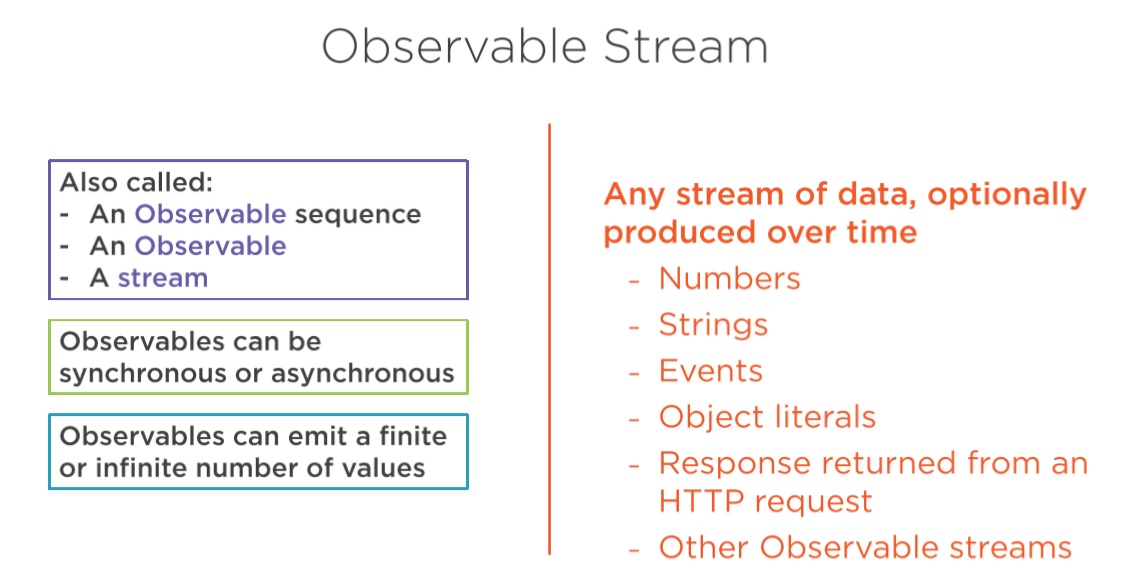 Observable Stream
Also called:
- An Observable sequence
- An Observable
- A stream
Observables can be
synchronous or asynchronous
Observables can emit a finite
or infinite number of values
Any stream of data, optionally
produced over time
- Numbers
- Strings
- Events
- Object literals
- Response returned from an
HTTP request
- Other Observable streams